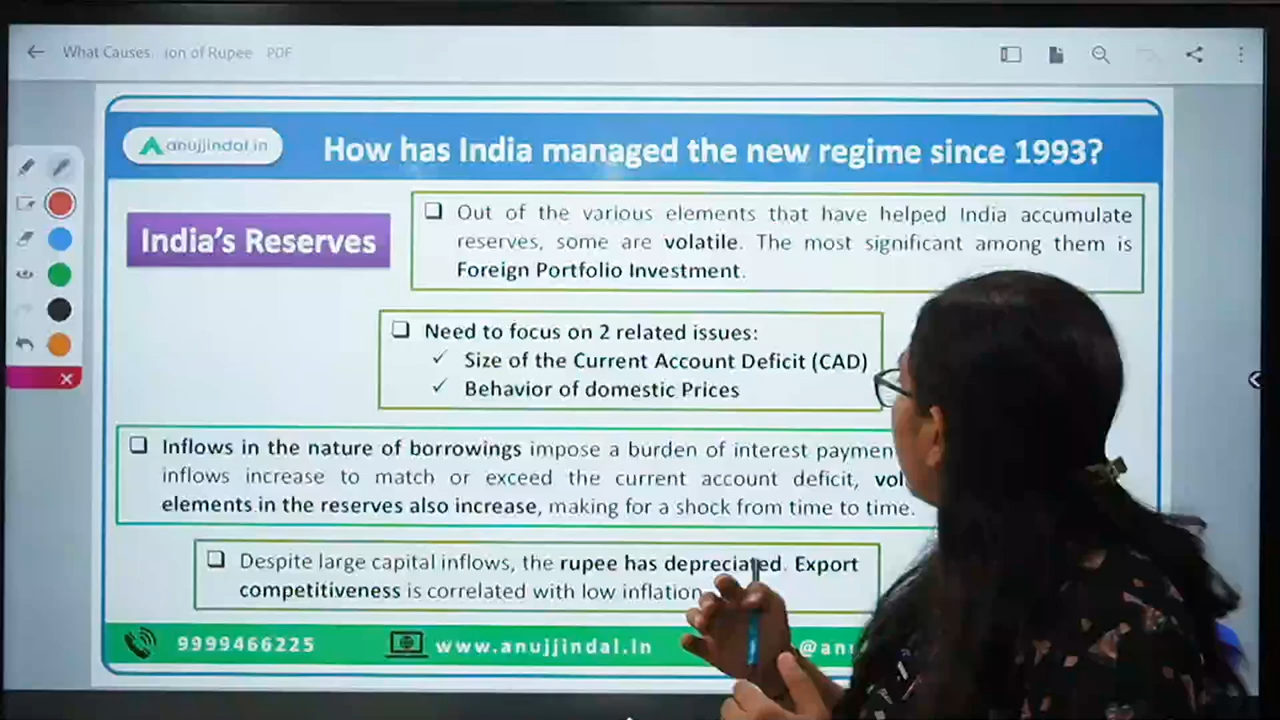 What Causes... ion of Rupee PDF
anujjindal.in
How has India managed the new regime since 1993?
India's Reserves
Out of the various elements that have helped India accumulate
reserves, some are volatile. The most significant among them is
Foreign Portfolio Investment.
Need to focus on 2 related issues:
Size of the Current Account Deficit (CAD)
Behavior of domestic Prices
Inflows in the nature of borrowings impose a burden of interest
inflows increase to match or exceed the current account deficit,
elements in the reserves also increase, making for a shock from time to time.
Despite large capital inflows, the rupee has depreciated. Export
competitiveness is correlated with low inflation
9999466225
www.anujjindal.in